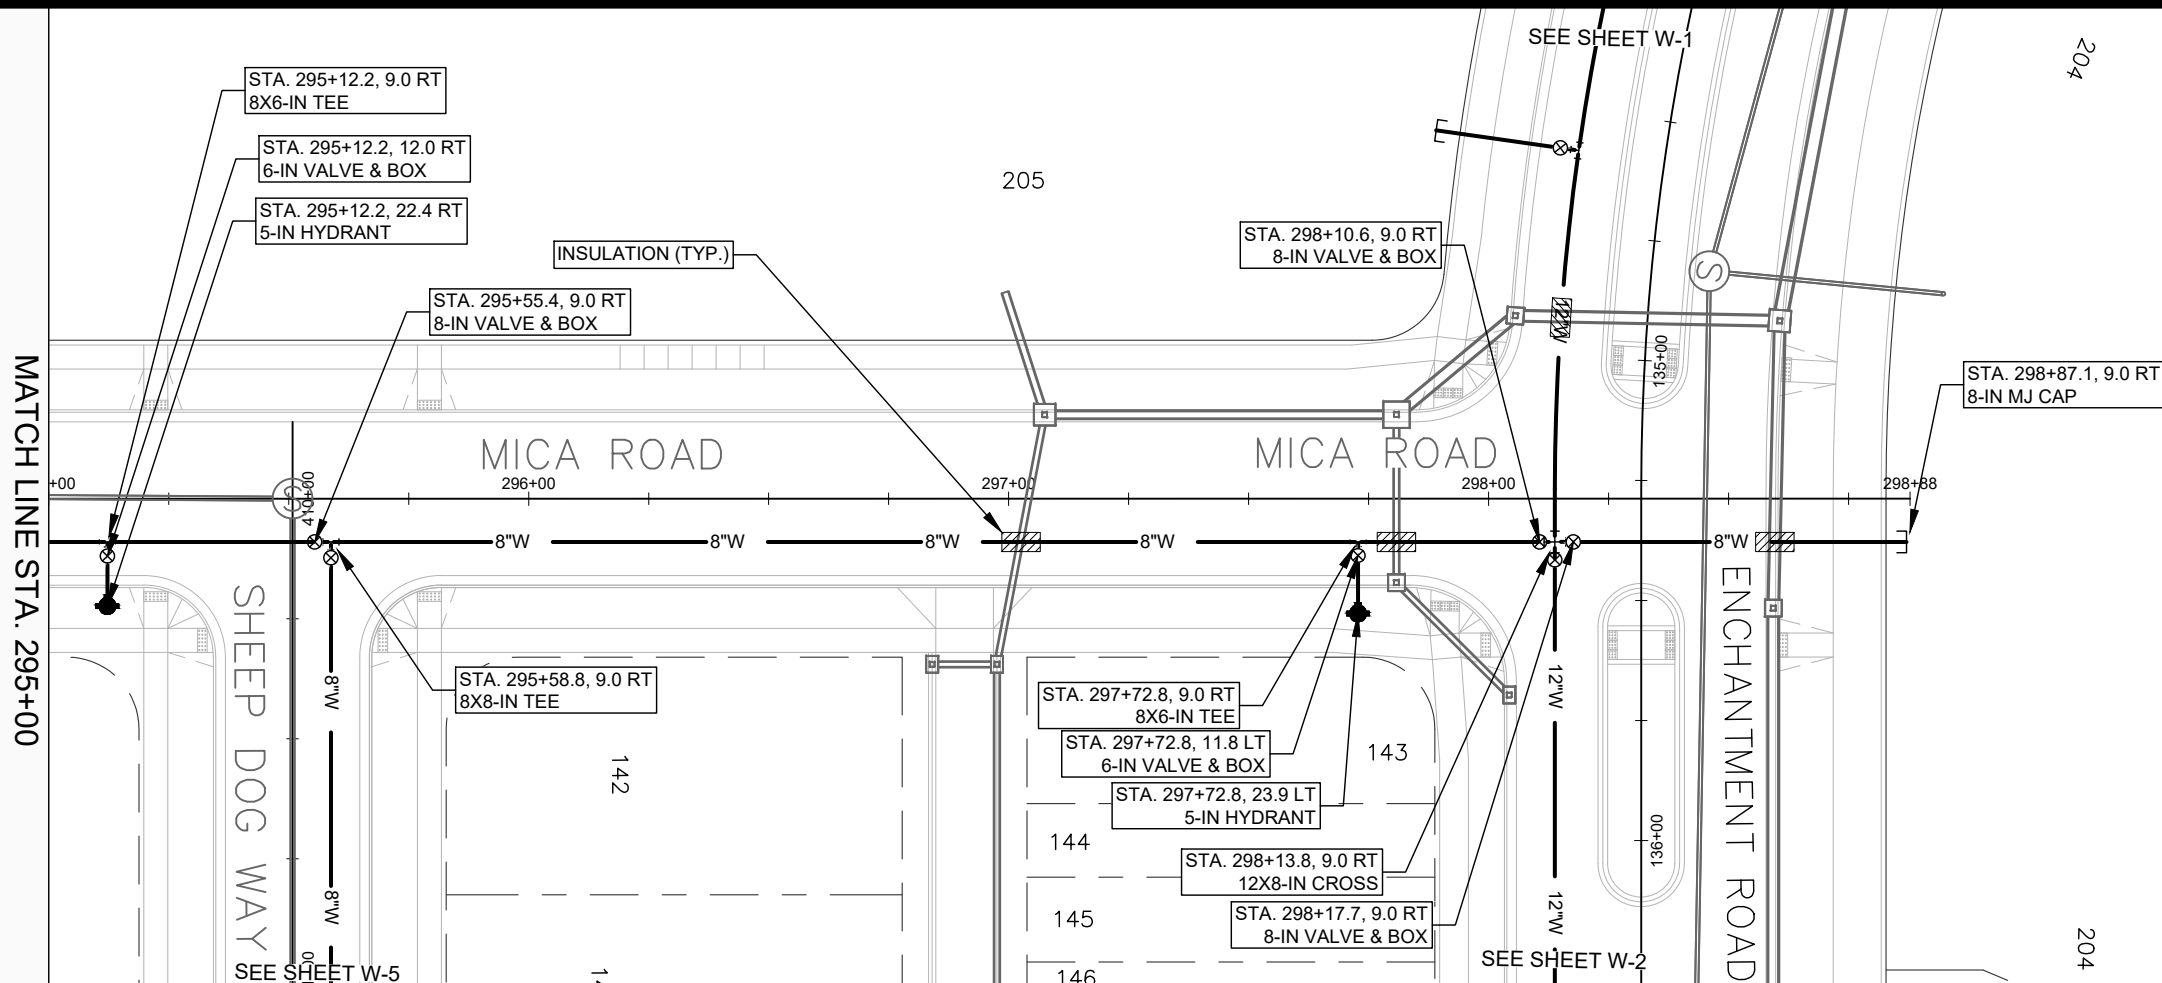 SEE SHEET W-1
204
STA. 295+12.2, 9.0 RT
8X6-IN TEE
STA. 295+12.2, 12.0 RT
6-IN VALVE & BOX
STA. 295+12.2, 22.4 RT
5-IN HYDRANT
205
INSULATION (TYP.)
STA. 298+10.6, 9.0 RT
8-IN VALVE & BOX
STA. 295+55.4, 9.0 RT
8-IN VALVE & BOX
S
12"W
135+00
STA. 298+87.1, 9.0 RT
8-IN MJ CAP
MATCH LINE STA. 295+00
MICA ROAD
MICA ROAD
+00
S
410+00
296+00
297+00
298+00
298+88
8"W
8"W
8"W
8"W
8"W
SHEEP DOG WAY
8"W
8"W
STA. 295+58.8, 9.0 RT
8X8-IN TEE
142
STA. 297+72.8, 9.0 RT
8X6-IN TEE
STA. 297+72.8, 11.8 LT
6-IN VALVE & BOX
STA. 297+72.8, 23.9 LT
5-IN HYDRANT
143
144
145
146
STA. 298+13.8, 9.0 RT
12X8-IN CROSS
STA. 298+17.7, 9.0 RT
8-IN VALVE & BOX
12"W
12"W
136+00
ENCHANTMENT ROAD
204
SEE SHEET W-5
SEE SHEET W-2